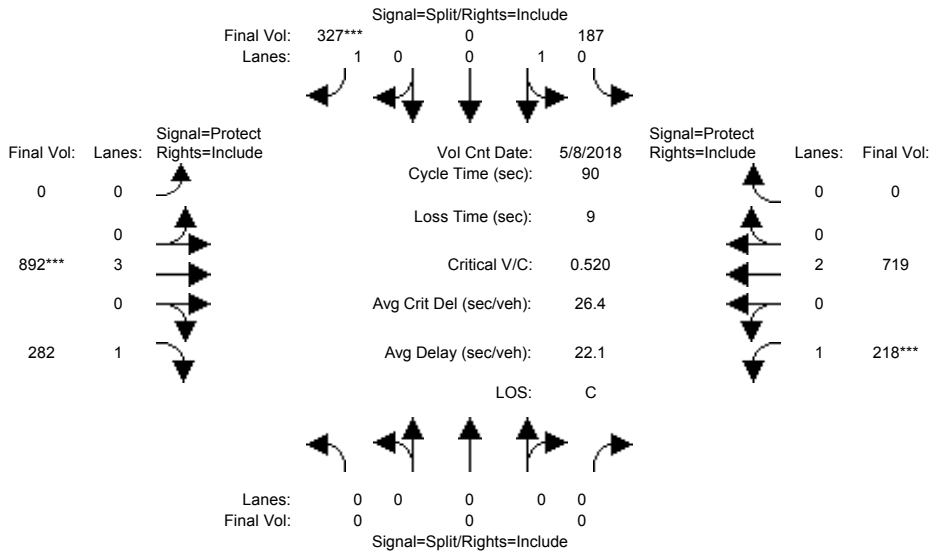 Signal=Split/Rights=Include
Final Vol: 327*** 0 187
Lanes: 1 0 0 1 0
Signal=Protect
Final Vol: Lanes: Rights=Include
Vol Cnt Date: 5/8/2018
Signal=Protect
Rights=Include Lanes: Final Vol:
Cycle Time (sec): 90
0 0
0 0
Loss Time (sec): 9
0
0
892*** 3
Critical V/C: 0.520
2 719
0
Avg Crit Del (sec/veh): 26.4
0
282 1
Avg Delay (sec/veh): 22.1
1 218***
LOS: C
Lanes: 0 0 0 0 0
Final Vol: 0 0 0
Signal=Split/Rights=Include